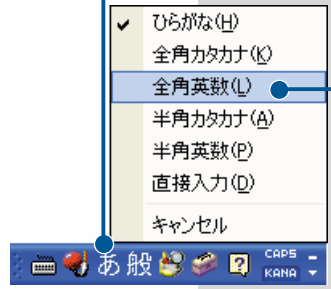 ひらがな(H)
全角カタカナ(K)
全角英数(L)
半角カタカナ(A)
半角英数(P)
直接入力(D)
キャンセル
あ 般 ? CAPS
KANA